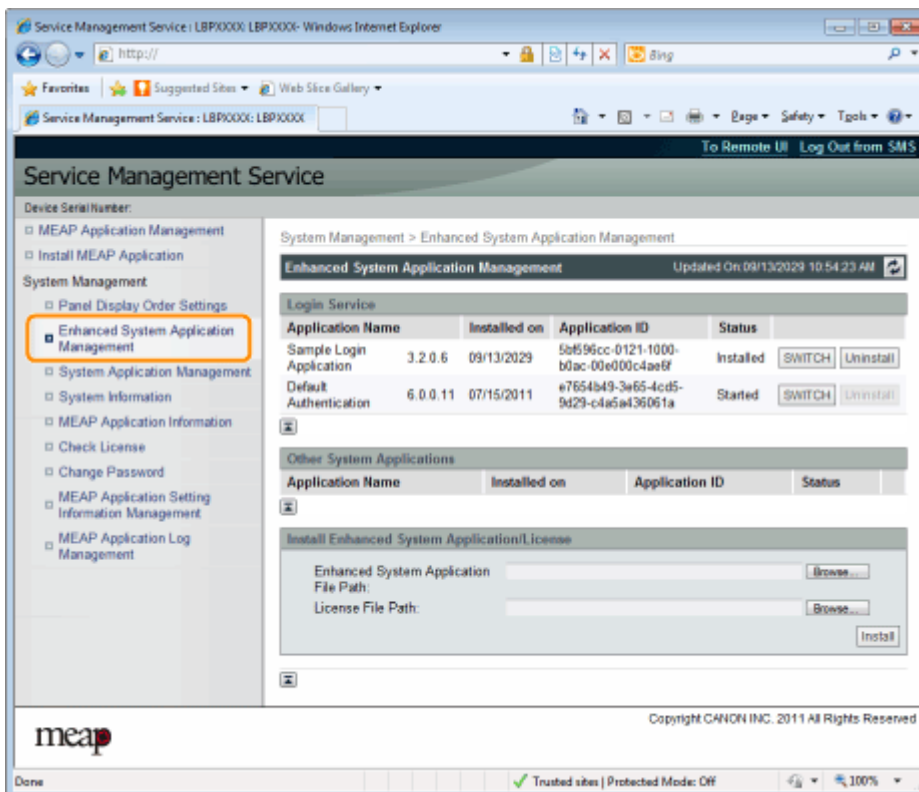 Service Management Service : LBPXXXX: LBPXXXX- Windows Internet Explorer
http://
Bing
Favorites
Suggested Sites
Web Slice Gallery
Service Management Service : LBPXXXX: LBPXXXX
Page
Safety
Tools
To Remote UI
Log Out from SMS
Service Management Service
Device Serial Number:
MEAP Application Management
Install MEAP Application
System Management
Panel Display Order Settings
Enhanced System Application
Management
System Application Management
System Information
MEAP Application Information
Check License
Change Password
MEAP Application Setting
Information Management
MEAP Application Log
Management
System Management > Enhanced System Application Management
Enhanced System Application Management
Updated On:09/13/2029 10:54:23 AM
Login Service
Application Name Installed on Application ID Status
Sample Login
Application
3.2.0.6 09/13/2029
5bf596cc-0121-1000-
b0ac-00e000c4ae6f
Installed SWITCH Uninstall
Default
Authentication
6.0.0.11 07/15/2011
e7654b49-3e65-4cd5-
9d29-c4a5a436061a
Started SWITCH Uninstall
Other System Applications
Application Name Installed on Application ID Status
Install Enhanced System Application/License
Enhanced System Application
File Path:
Browse...
License File Path:
Browse...
Install
meap
Copyright CANON INC. 2011 All Rights Reserved
Done
Trusted sites | Protected Mode: Off
100%